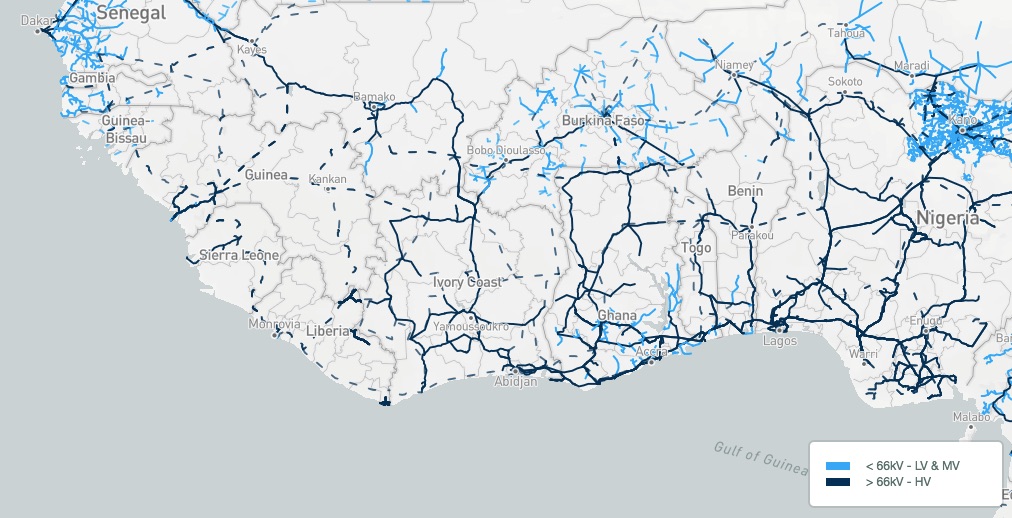 Senegal
Dakar
Tahoua
Kayes
Niamey
Maradi
Gambia
Sokoto
Bamako
Guinea-
Bissau
Burkina Faso
Kano
Bobo Dioulasso
Guinea
Kankan
Benin
Nigeria
Parakou
Togo
Sierra Leone
Ivory Coast
Ghana
Monrovia
Liberia
Yamoussoukro
Enugu
Lagos
Accra
Warri
Abidjan
Malabo
Gulf of Guinea
< 66kV - LV & MV
> 66kV - HV